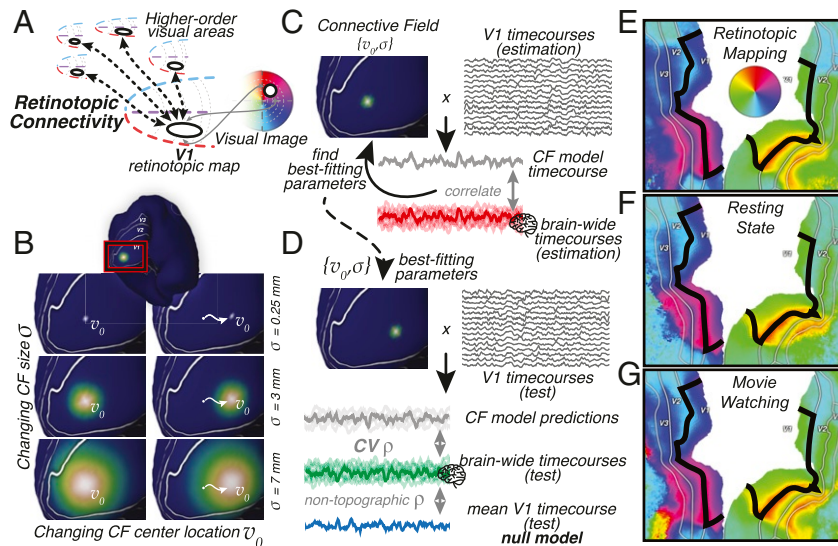 A
Higher-order
visual areas
Retinotopic
Connectivity
Visual Image
V1
retinotopic map
B
V3
V2
V1
Changing CF size σ
v0
v0
σ = 0.25 mm
v0
v0
σ = 3 mm
v0
v0
σ = 7 mm
Changing CF center location v0
C
Connective Field
{v0,σ}
V1 timecourses
(estimation)
x
find
best-fitting
parameters
CF model
timecourse
correlate
brain-wide
timecourses
(estimation)
D
{v0,σ}
best-fitting
parameters
x
V1 timecourses
(test)
CF model predictions
CV ρ
brain-wide timecourses
(test)
non-topographic ρ
mean V1 timecourse
(test)
null model
E
Retinotopic
Mapping
V3
V2
V1
F
Resting
State
V3
V2
V1
G
Movie
Watching
V3
V2
V1